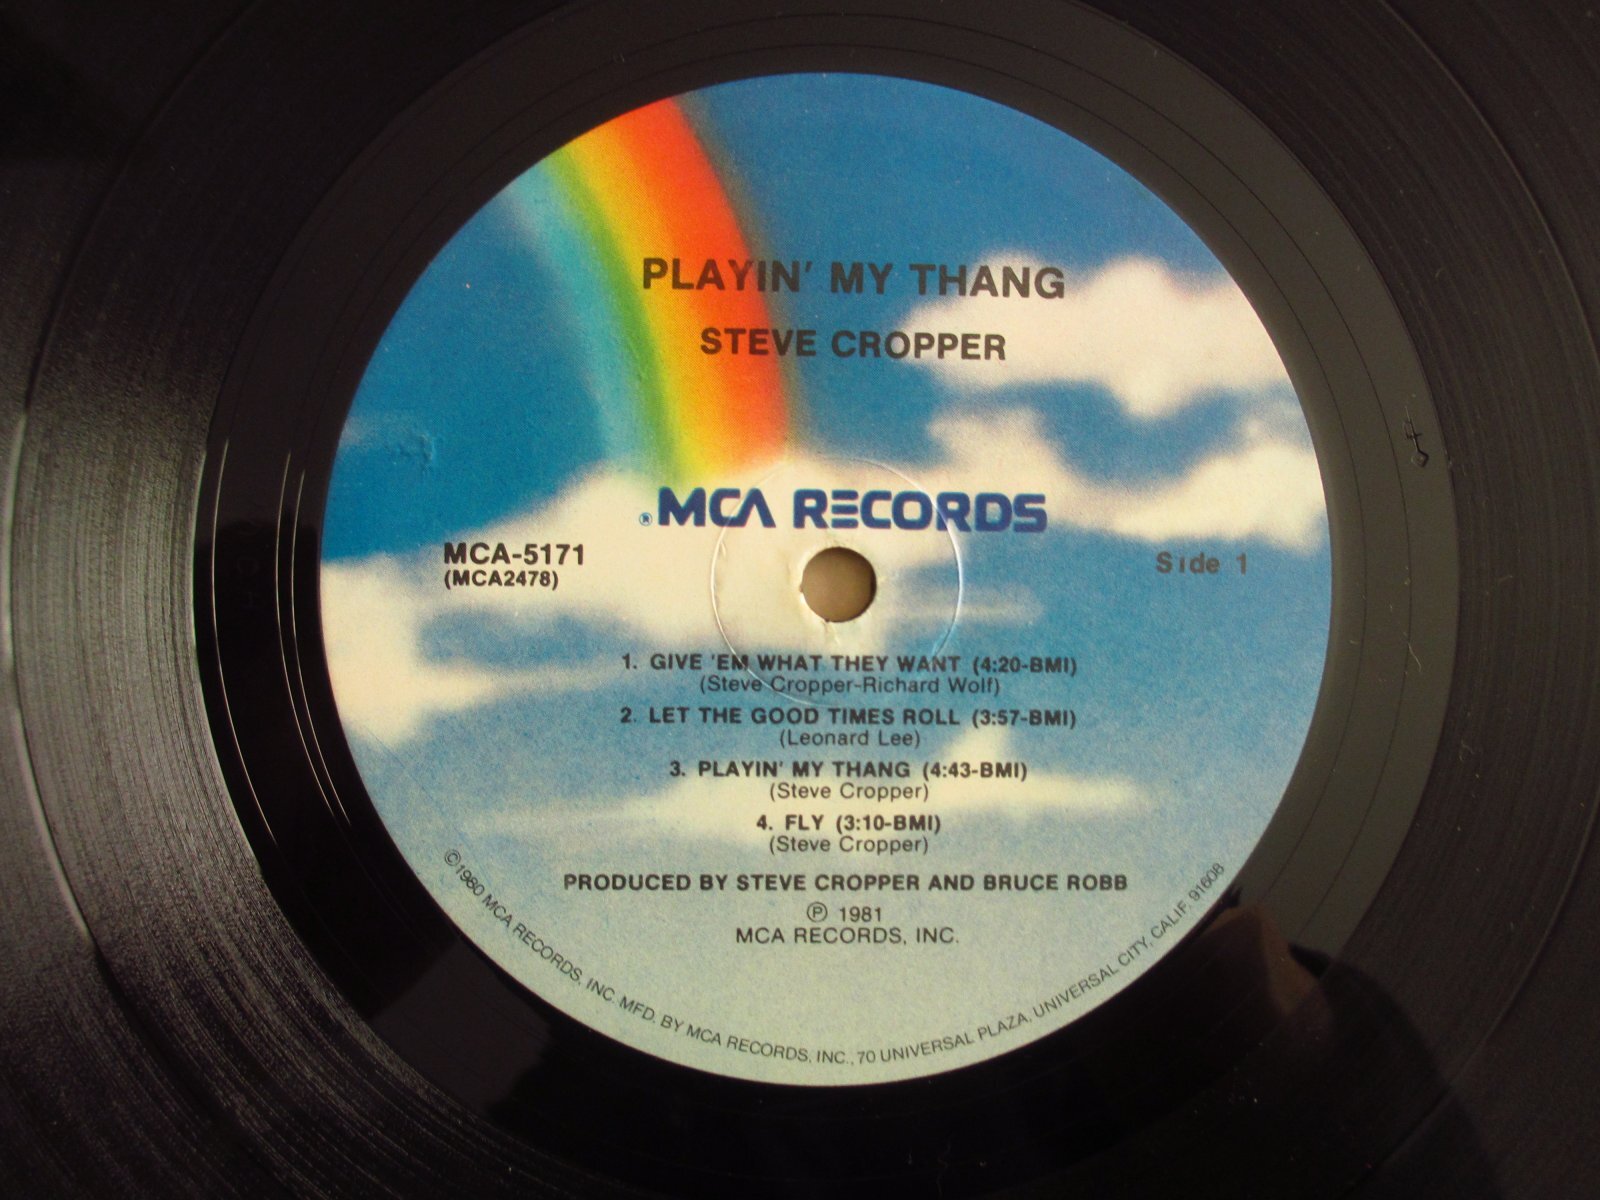 PLAYIN' MY THANG
STEVE CROPPER
® MCA RECORDS
MCA-5171
(MCA2478)
Side 1
1. GIVE 'EM WHAT THEY WANT (4:20-BMI)
(Steve Cropper-Richard Wolf)
2. LET THE GOOD TIMES ROLL (3:57-BMI)
(Leonard Lee)
3. PLAYIN' MY THANG (4:43-BMI)
(Steve Cropper)
4. FLY (3:10-BMI)
(Steve Cropper)
PRODUCED BY STEVE CROPPER AND BRUCE ROBB
℗ 1981
MCA RECORDS, INC.
©1980 MCA RECORDS, INC. MFD. BY MCA RECORDS, INC., 70 UNIVERSAL PLAZA, UNIVERSAL CITY, CALIF. 91608